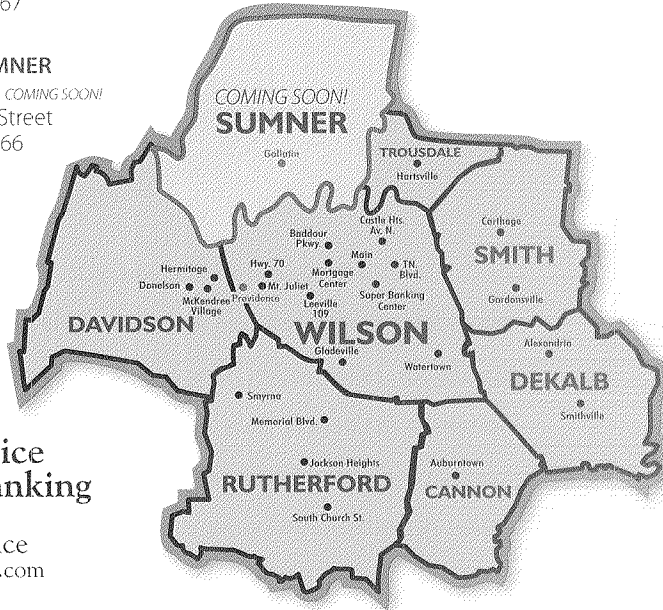 67
MNER
COMING SOON!
Street
66
COMING SOON!
SUMNER
Gallatin
TROUSDALE
Hartsville
Carthage
SMITH
Gordonsville
Castle Hts.
Av. N.
Baddour
Pkwy.
Main
TN.
Blvd.
Hwy. 70
Mortgage
Center
Hermitage
Donelson
McKendree
Village
Providence
Mt. Juliet
Leeville
109
Super Banking
Center
DAVIDSON
WILSON
Gladeville
Watertown
Alexandria
DEKALB
Smithville
Smyrna
Memorial Blvd.
Jackson Heights
RUTHERFORD
South Church St.
Auburntown
CANNON
ice
anking
ice
.com